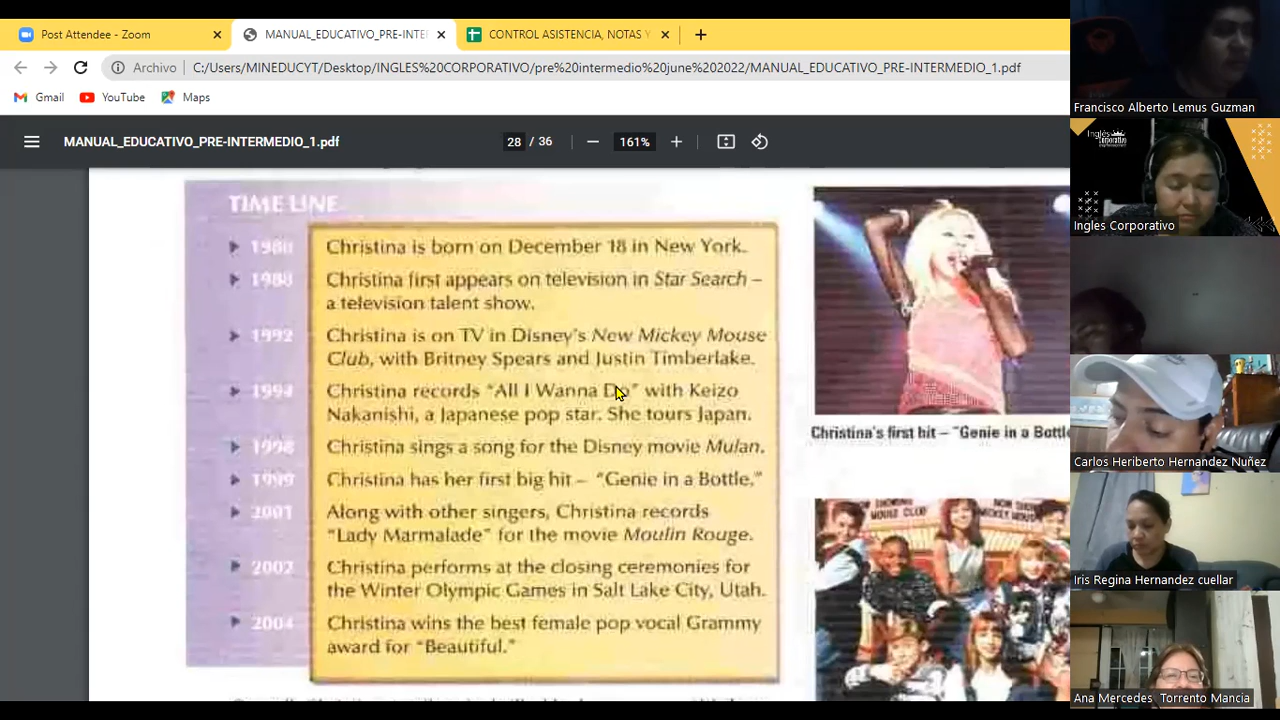 Post Attendee - Zoom
MANUAL_EDUCATIVO_PRE-INTE
CONTROL ASISTENCIA, NOTAS Y
Archivo
C:/Users/MINEDUCYT/Desktop/INGLES%20CORPORATIVO/pre%20intermedio%20june%202022/MANUAL_EDUCATIVO_PRE-INTERMEDIO_1.pdf
Gmail
YouTube
Maps
MANUAL_EDUCATIVO_PRE-INTERMEDIO_1.pdf
28 / 36
161%
TIME LINE
1980 Christina is born on December 18 in New York.
1988 Christina first appears on television in Star Search –
a television talent show.
1992 Christina is on TV in Disney's New Mickey Mouse
Club, with Britney Spears and Justin Timberlake.
1994 Christina records "All I Wanna Do" with Keizo
Nakanishi, a Japanese pop star. She tours Japan.
1998 Christina sings a song for the Disney movie Mulan.
1999 Christina has her first big hit – "Genie in a Bottle."
2001 Along with other singers, Christina records
"Lady Marmalade" for the movie Moulin Rouge.
2002 Christina performs at the closing ceremonies for
the Winter Olympic Games in Salt Lake City, Utah.
2004 Christina wins the best female pop vocal Grammy
award for "Beautiful."
Christina's first hit – "Genie in a Bottl
MOUSE CLUB
Francisco Alberto Lemus Guzman
Inglés
Corporativo
Ingles Corporativo
Carlos Heriberto Hernandez Nuñez
Iris Regina Hernandez cuellar
Ana Mercedes Torrento Mancia